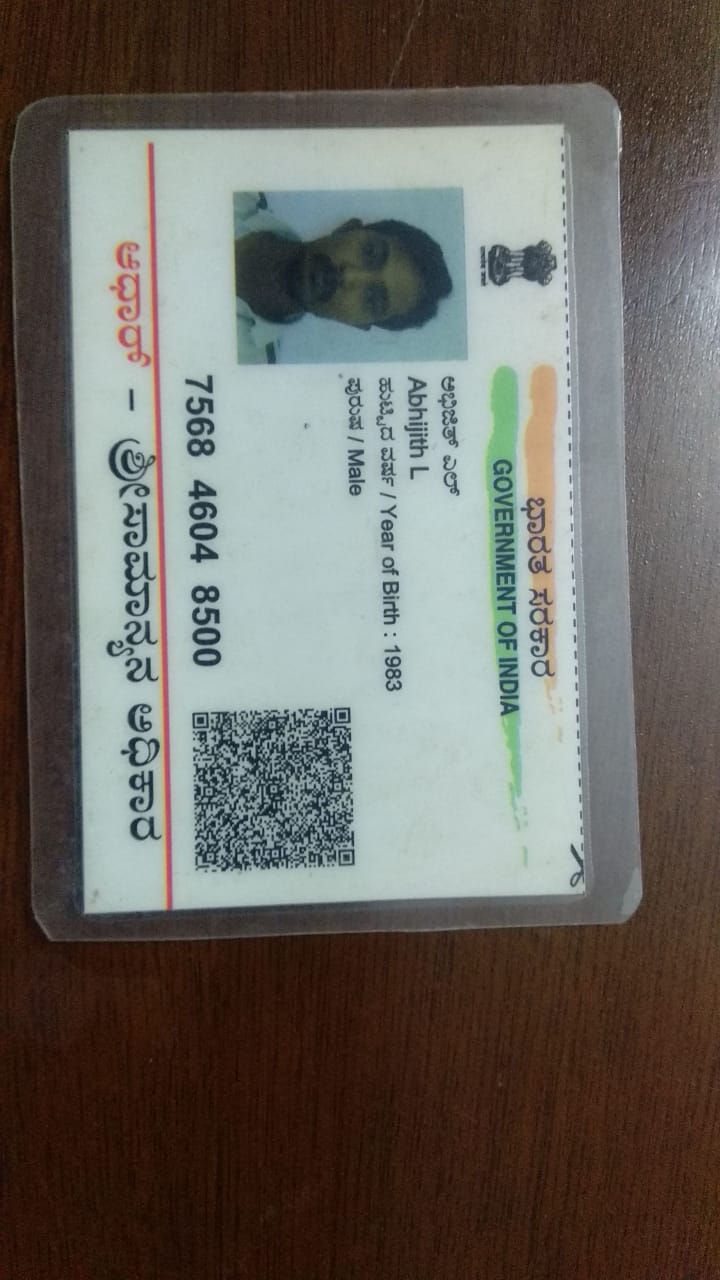 ಭಾರತ ಸರಕಾರ
GOVERNMENT OF INDIA
ಅಭಿಜಿತ್ ಎಲ್
Abhijith L
ಹುಟ್ಟಿದ ವರ್ಷ / Year of Birth : 1983
ಪುರುಷ / Male
7568 4604 8500
ಆಧಾರ್ - ಶ್ರೀಸಾಮಾನ್ಯನ ಅಧಿಕಾರ